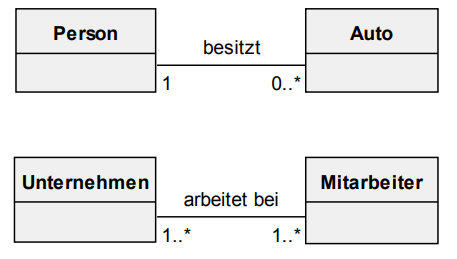 Person
besitzt
Auto
1
0..*
Unternehmen
arbeitet bei
Mitarbeiter
1..*
1..*